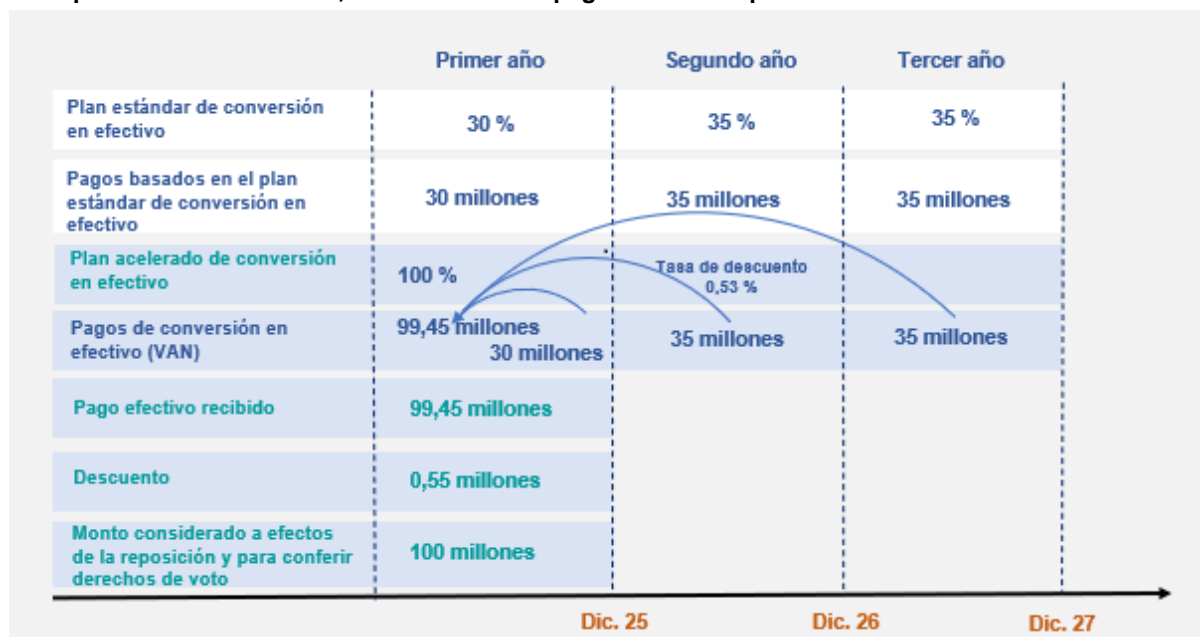 Primer año Segundo año Tercer año
Plan estándar de conversión
en efectivo
30 % 35 % 35 %
Pagos basados en el plan
estándar de conversión en
efectivo
30 millones 35 millones 35 millones
Plan acelerado de conversión
en efectivo
100 %
Tasa de descuento
0,53 %
Pagos de conversión en
efectivo (VAN)
99,45 millones
30 millones 35 millones 35 millones
Pago efectivo recibido 99,45 millones
Descuento 0,55 millones
Monto considerado a efectos
de la reposición y para conferir
derechos de voto
100 millones
Dic. 25 Dic. 26 Dic. 27